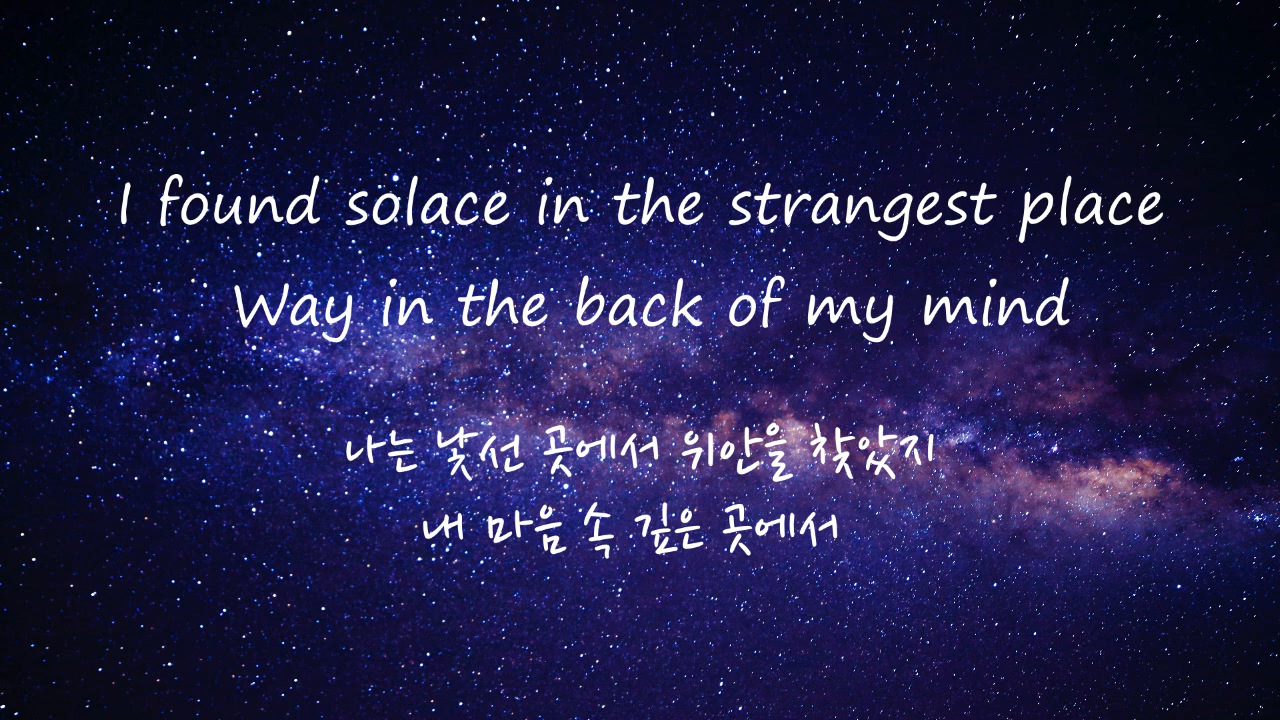 I found solace in the strangest place
Way in the back of my mind
나는 낯선 곳에서 위안을 찾았지
내 마음 속 깊은 곳에서